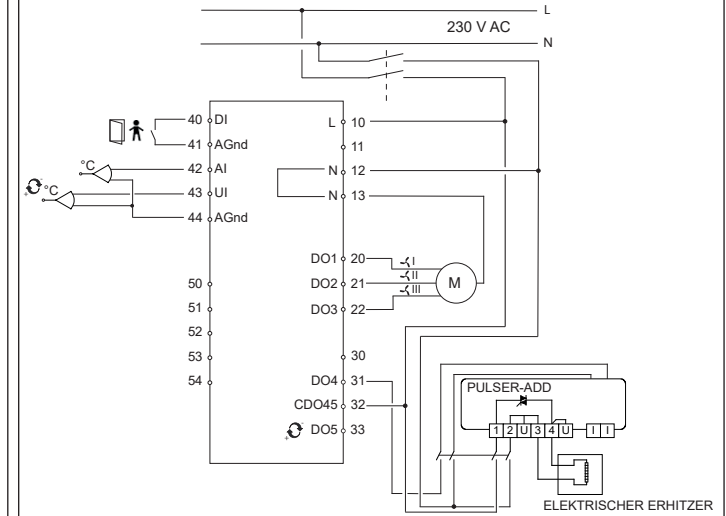 L
230 V AC
N
40 DI
L 10
41 AGnd
11
°C
42 AI
N 12
°C
43 UI
N 13
44 AGnd
DO1 20
I
50
DO2 21
II
M
51
III
DO3 22
52
53
30
54
DO4 31
PULSER-ADD
CDO45 32
DO5 33
1 2 U 3 4 U I I
ELEKTRISCHER ERHITZER